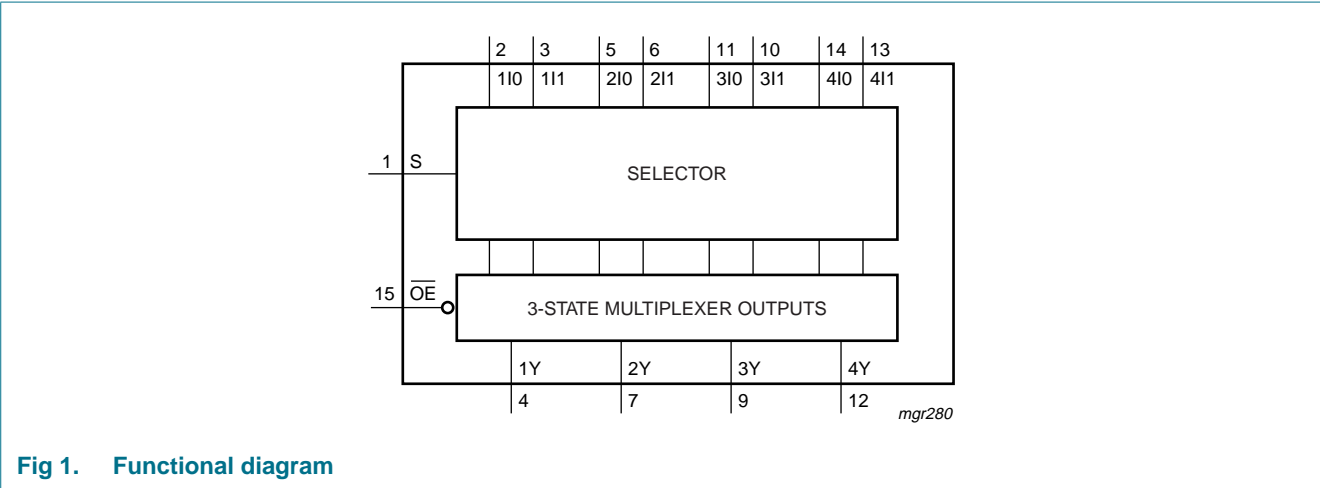 2 3 5 6 11 10 14 13
1I0 1I1 2I0 2I1 3I0 3I1 4I0 4I1
1 S
SELECTOR
15 O̅E̅
3-STATE MULTIPLEXER OUTPUTS
1Y 2Y 3Y 4Y
4 7 9 12
mgr280
Fig 1. Functional diagram